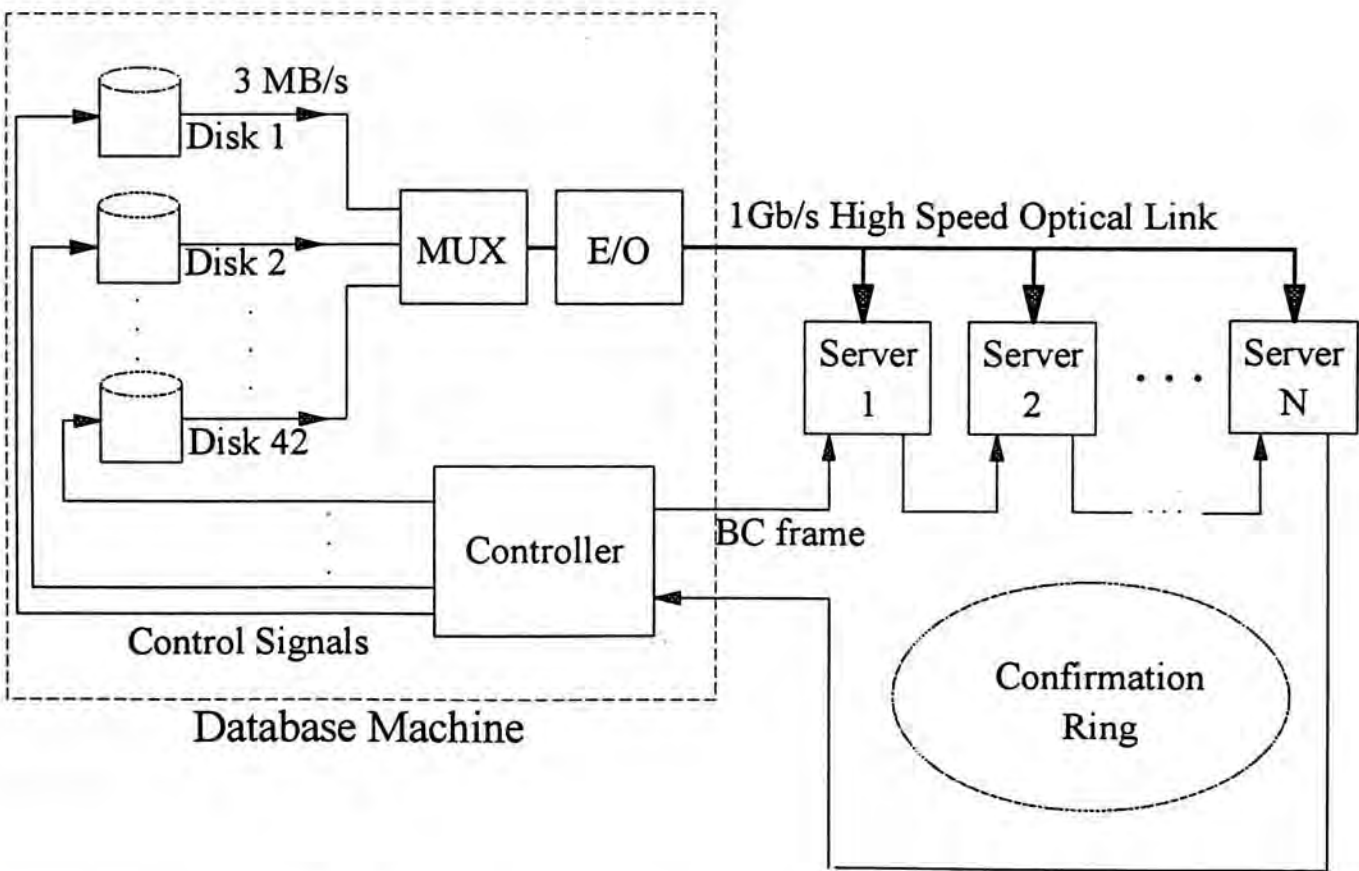 3 MB/s
Disk 1
Disk 2
Disk 42
MUX
E/O
1Gb/s High Speed Optical Link
Server
1
Server
2
Server
N
Controller
BC frame
Control Signals
Confirmation
Ring
Database Machine